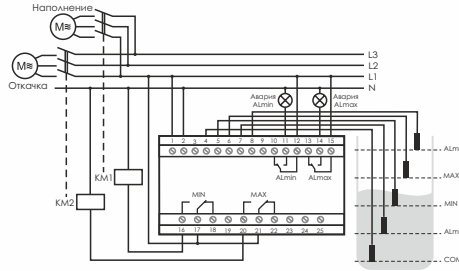 Наполнение
M≋
M≋
Откачка
L3
L2
L1
N
Авария ALmin
Авария ALmax
1 2 3 4 5 6 7 8 9 10 11 12 13 14 15
ALmin ALmax
KM1
KM2
MIN MAX
16 17 18 19 20 21 22 23 24 25
ALm
MAX
MIN
ALm
COM